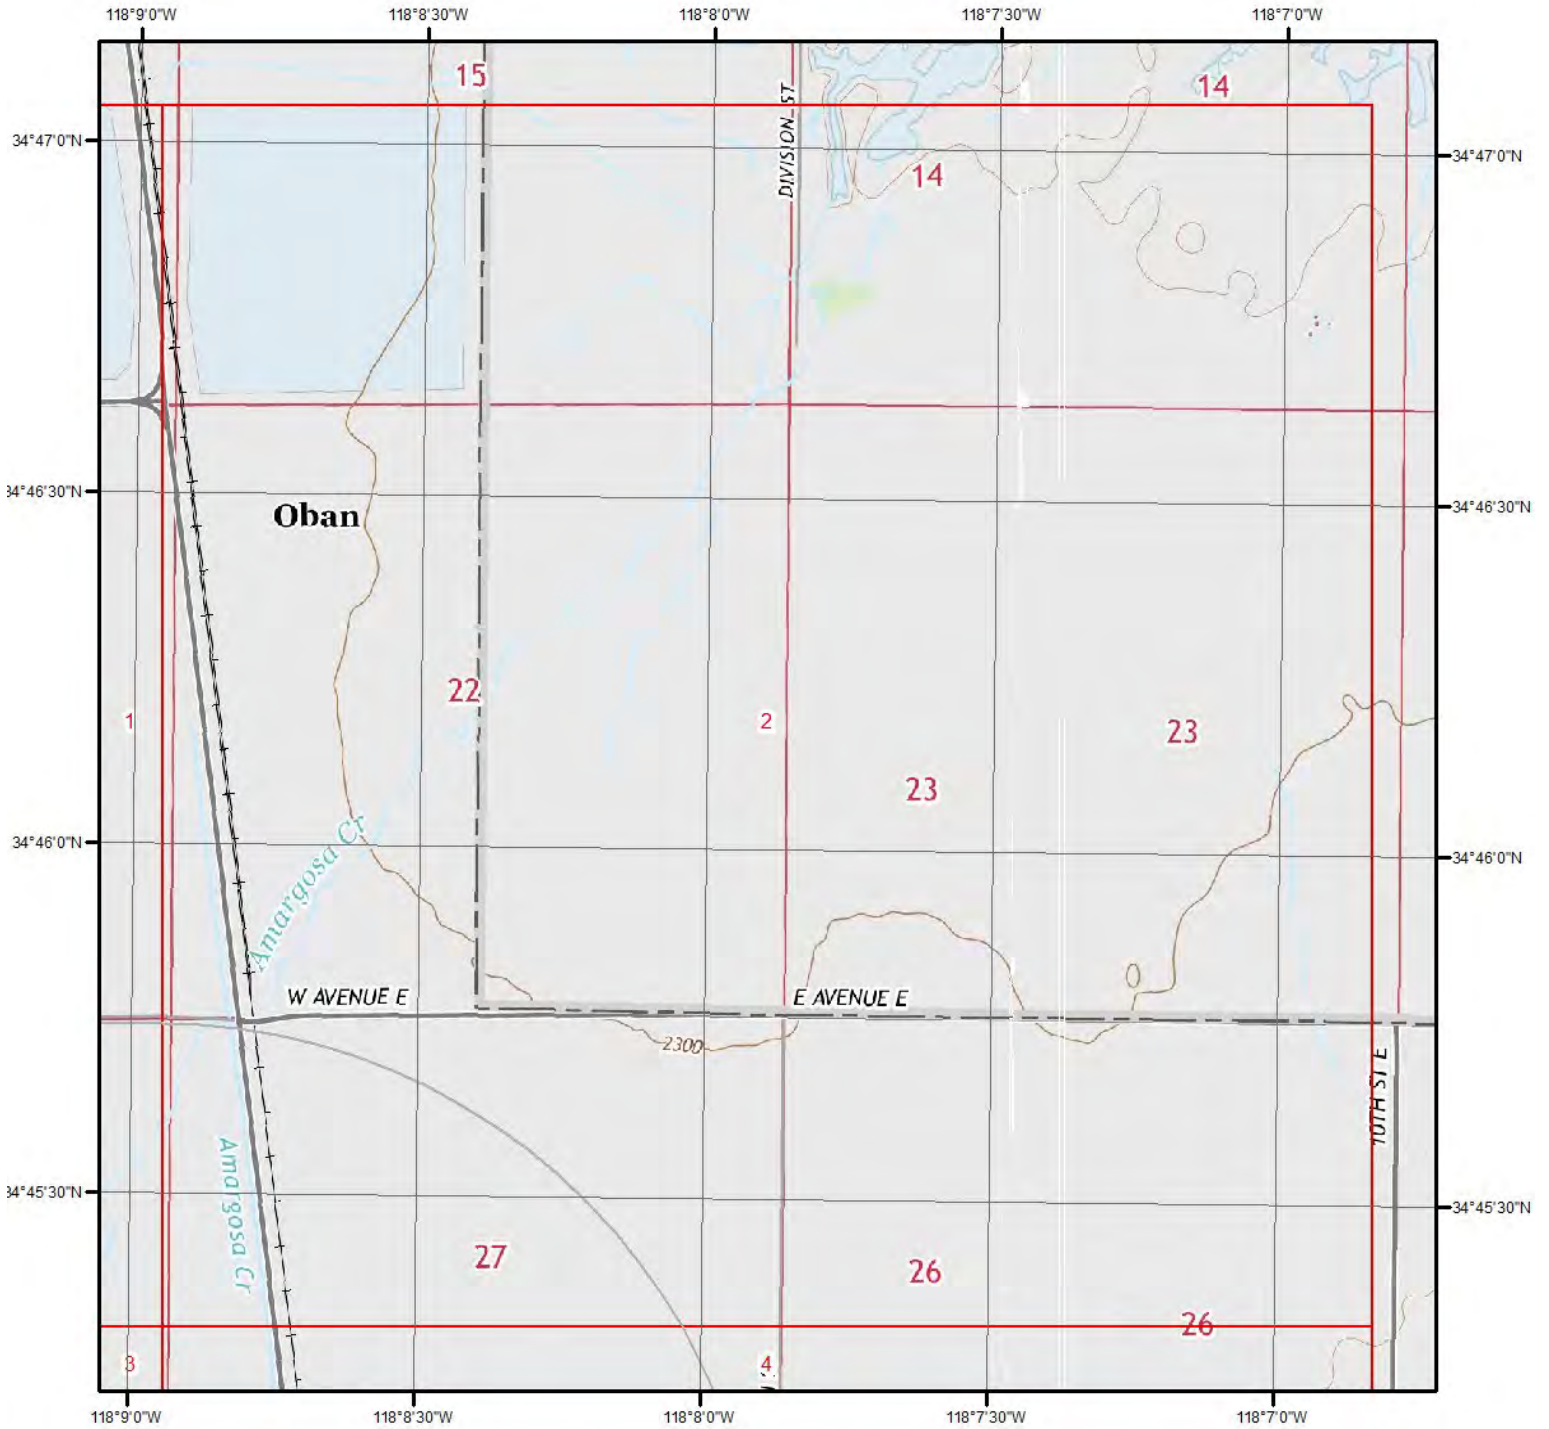 118°9'0"W 118°8'30"W 118°8'0"W 118°7'30"W 118°7'0"W
15
14
DIVISION ST
34°47'0"N
34°47'0"N
14
34°46'30"N
34°46'30"N
Oban
22
1
2
23
23
Amargosa Cr
34°46'0"N
34°46'0"N
W AVENUE E
E AVENUE E
2300
10TH ST E
Amargosa Cr
34°45'30"N
34°45'30"N
27
26
26
3
4
118°9'0"W 118°8'30"W 118°8'0"W 118°7'30"W 118°7'0"W